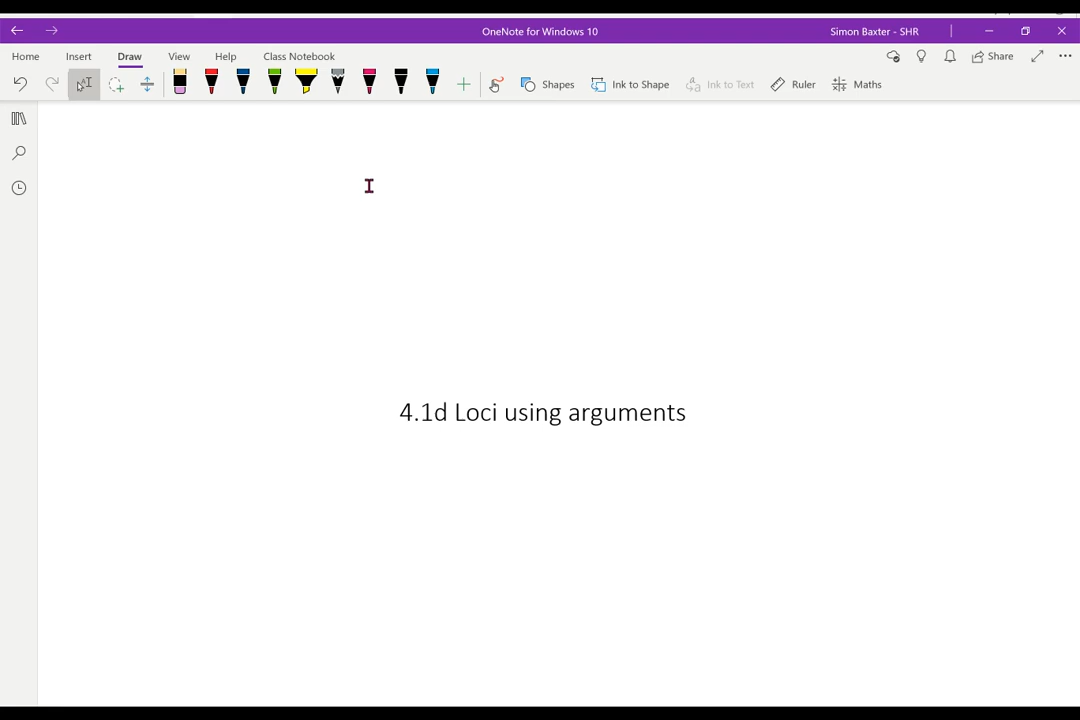 OneNote for Windows 10
Simon Baxter - SHR
Home Insert Draw View Help Class Notebook
Share
Shapes Ink to Shape Ink to Text Ruler Maths
4.1d Loci using arguments